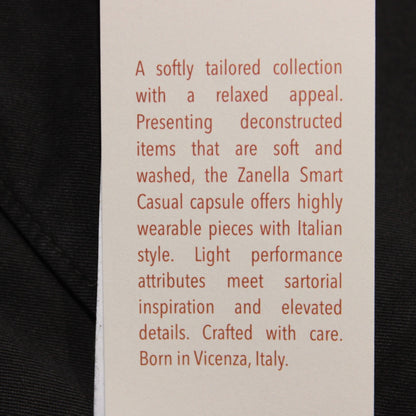 A softly tailored collection
with a relaxed appeal.
Presenting deconstructed
items that are soft and
washed, the Zanella Smart
Casual capsule offers highly
wearable pieces with Italian
style. Light performance
attributes meet sartorial
inspiration and elevated
details. Crafted with care.
Born in Vicenza, Italy.